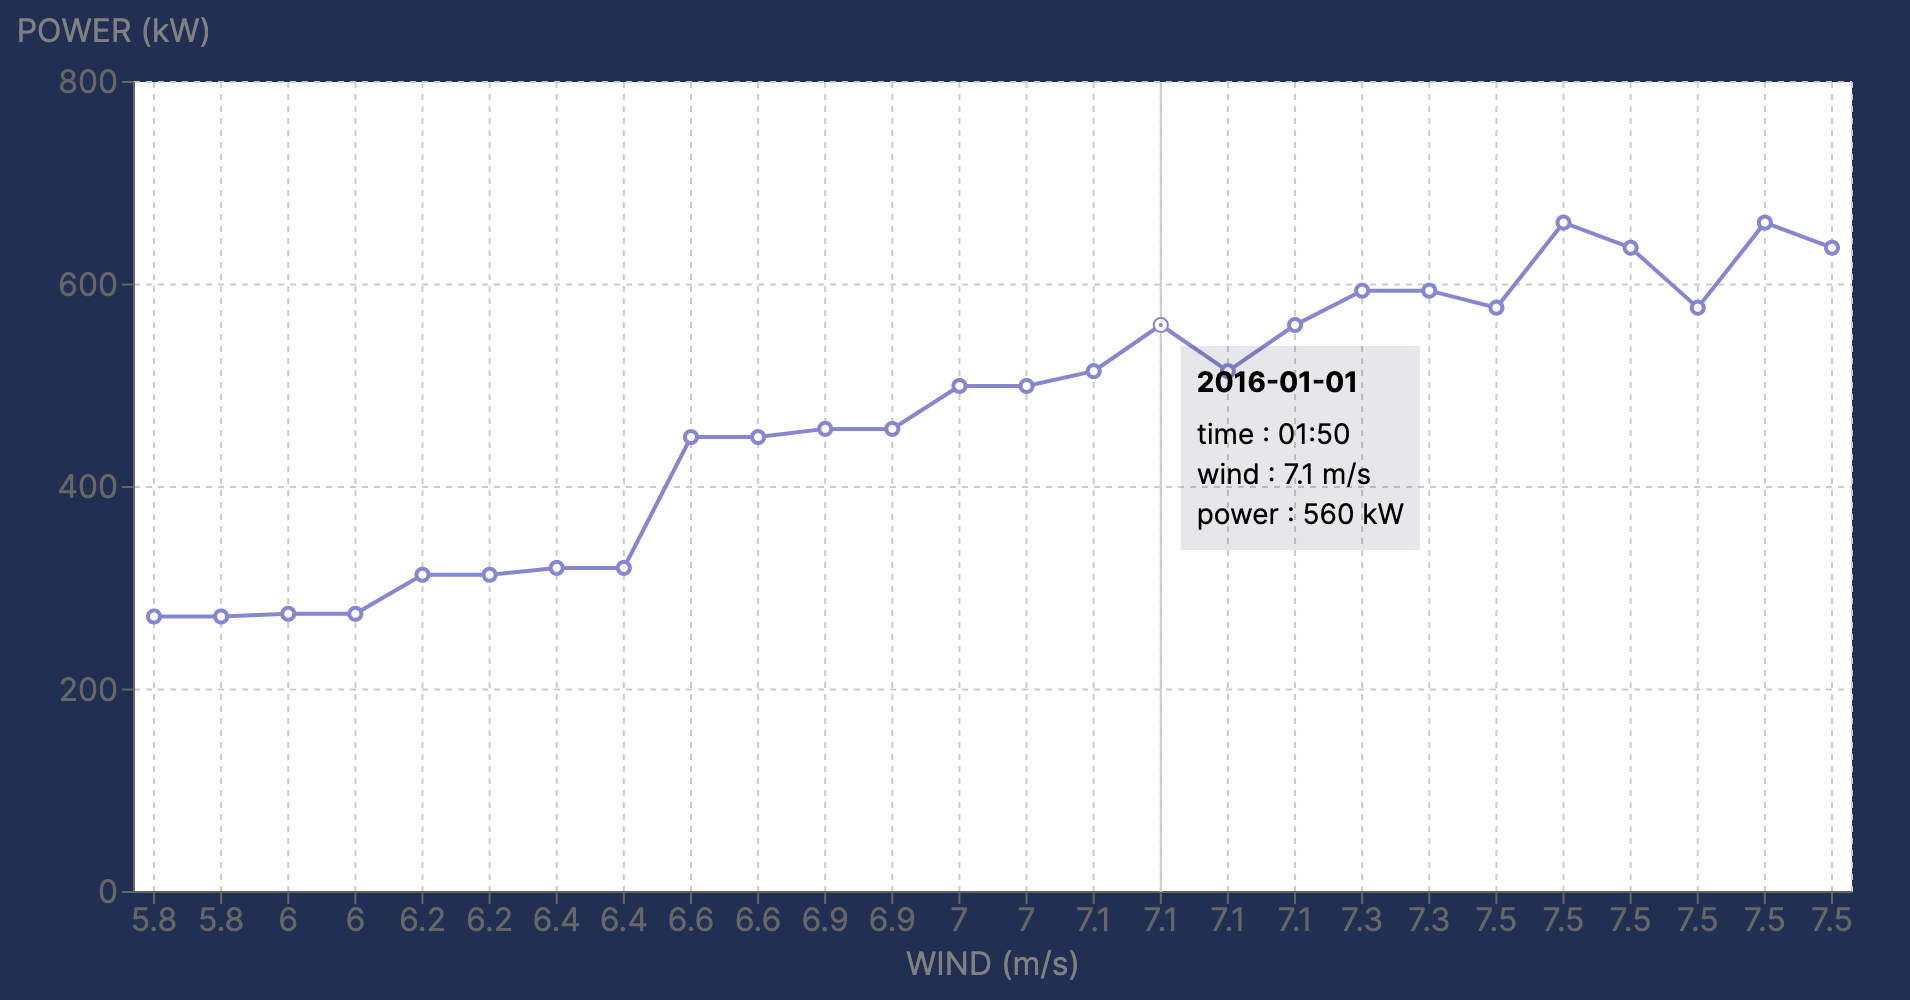 POWER (kW)
800
600
400
200
0
2016-01-01
time : 01:50
wind : 7.1 m/s
power : 560 kW
5.8 5.8 6 6 6.2 6.2 6.4 6.4 6.6 6.6 6.9 6.9 7 7 7.1 7.1 7.1 7.1 7.3 7.3 7.5 7.5 7.5 7.5 7.5 7.5
WIND (m/s)